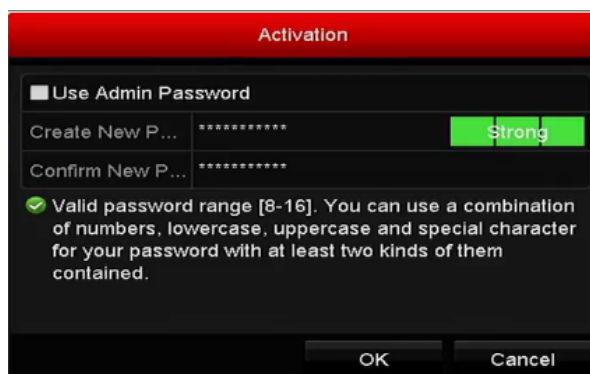 Activation
Use Admin Password
Create New P... *********** Strong
Confirm New P... ***********
Valid password range [8-16]. You can use a combination
of numbers, lowercase, uppercase and special character
for your password with at least two kinds of them
contained.
OK Cancel